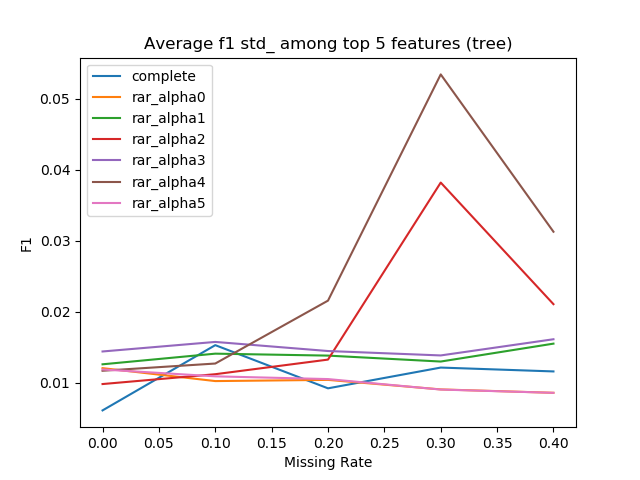 Average f1 std_ among top 5 features (tree)
complete
rar_alpha0
rar_alpha1
rar_alpha2
rar_alpha3
rar_alpha4
rar_alpha5
0.05
0.04
0.03
0.02
0.01
F1
0.00 0.05 0.10 0.15 0.20 0.25 0.30 0.35 0.40
Missing Rate